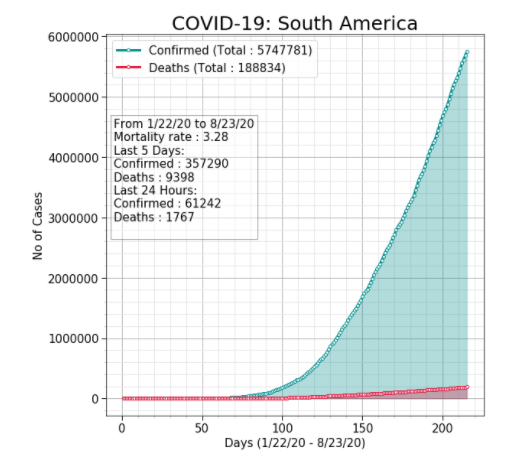 COVID-19: South America
6000000
5000000
4000000
3000000
2000000
1000000
0
No of Cases
Confirmed (Total : 5747781)
Deaths (Total : 188834)
From 1/22/20 to 8/23/20
Mortality rate : 3.28
Last 5 Days:
Confirmed : 357290
Deaths : 9398
Last 24 Hours:
Confirmed : 61242
Deaths : 1767
0 50 100 150 200
Days (1/22/20 - 8/23/20)